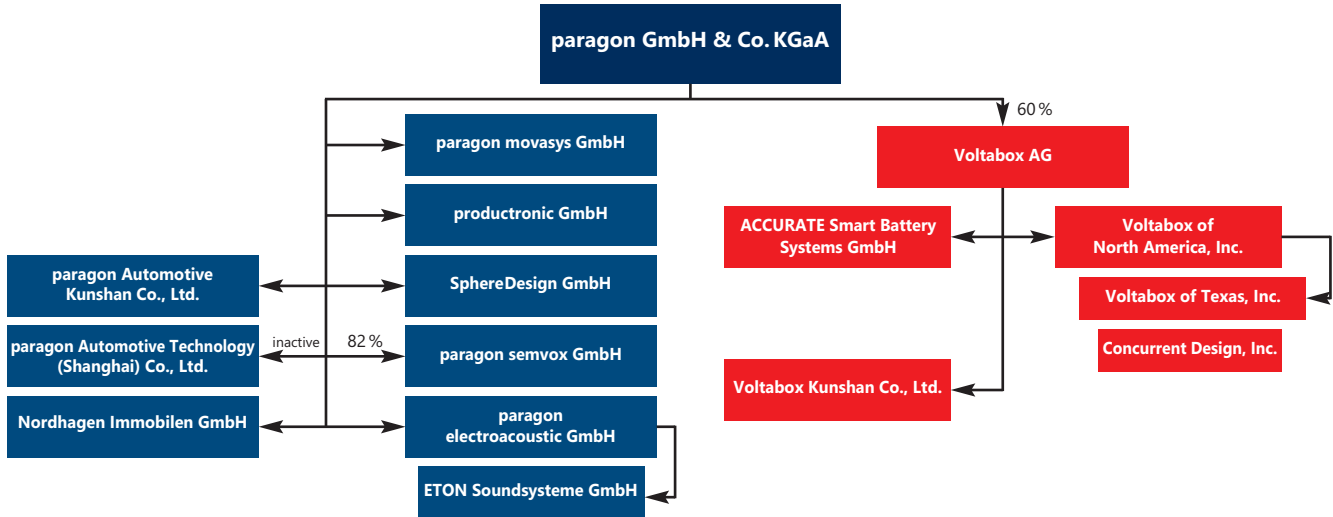 paragon GmbH & Co. KGaA
60 %
paragon movasys GmbH
Voltabox AG
productronic GmbH
ACCURATE Smart Battery
Systems GmbH
Voltabox of
North America, Inc.
paragon Automotive
Kunshan Co., Ltd.
SphereDesign GmbH
Voltabox of Texas, Inc.
paragon Automotive Technology
(Shanghai) Co., Ltd.
inactive
82 %
paragon semvox GmbH
Concurrent Design, Inc.
Voltabox Kunshan Co., Ltd.
Nordhagen Immobilen GmbH
paragon
electroacoustic GmbH
ETON Soundsysteme GmbH